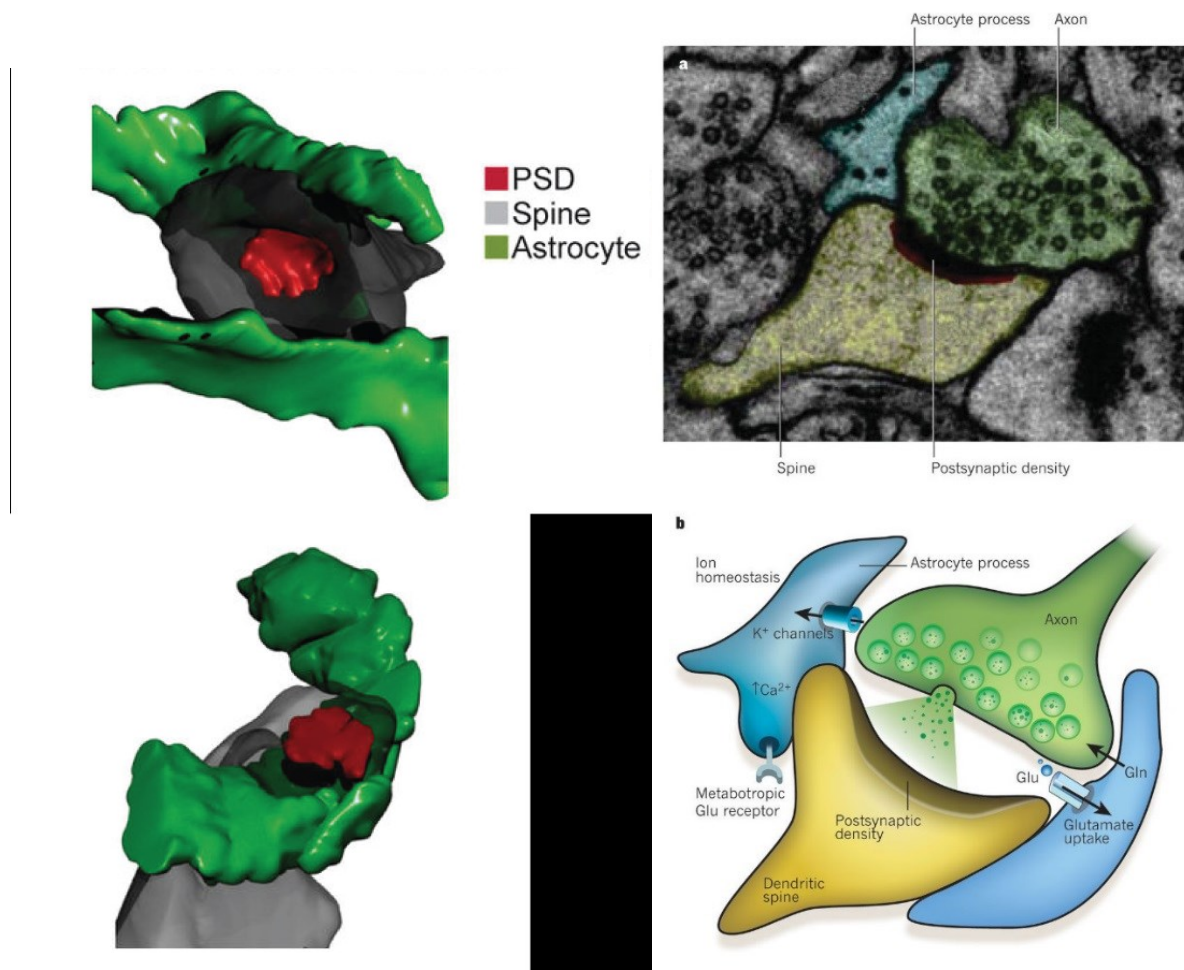 PSD
Spine
Astrocyte
Astrocyte process
Axon
a
Spine
Postsynaptic density
b
Ion
homeostasis
Astrocyte process
Axon
K⁺ channels
↑Ca²⁺
Metabotropic
Glu receptor
Postsynaptic
density
Glu
Gln
Glutamate
uptake
Dendritic
spine